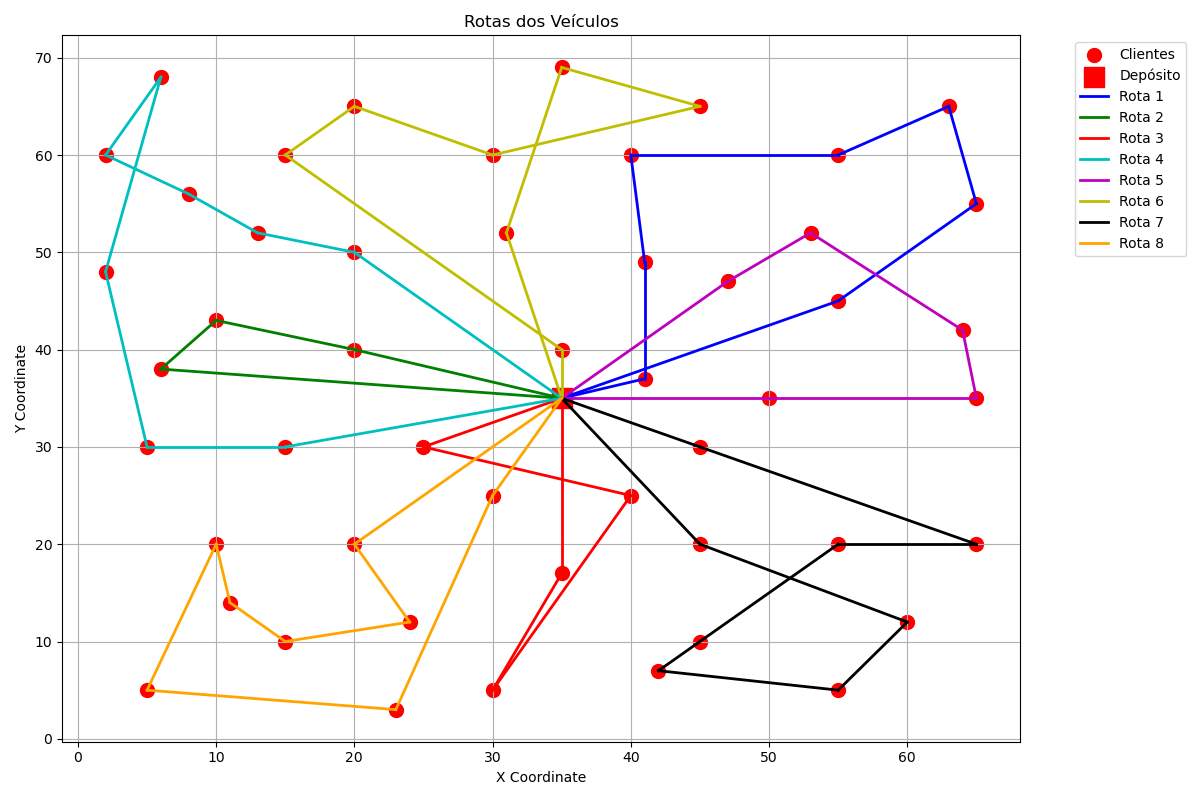 Rotas dos Veículos
Clientes
Depósito
Rota 1
Rota 2
Rota 3
Rota 4
Rota 5
Rota 6
Rota 7
Rota 8
Y Coordinate
70
60
50
40
30
20
10
0
0 10 20 30 40 50 60
X Coordinate